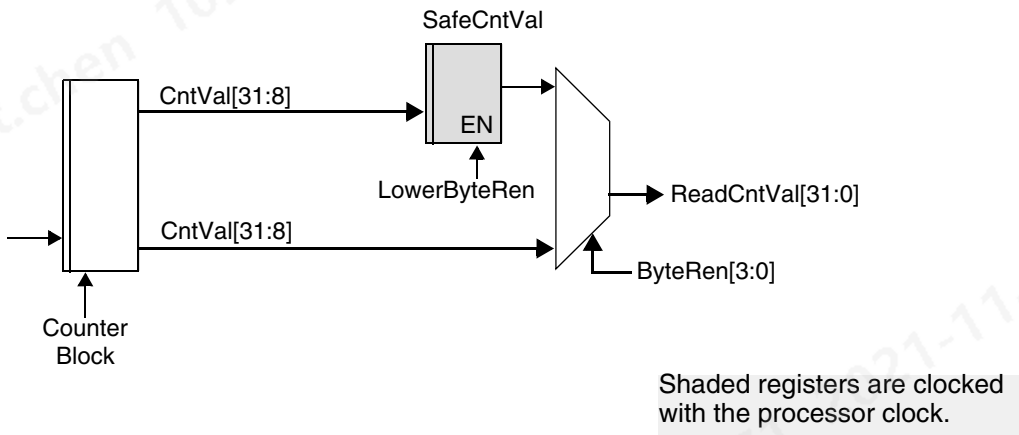 SafeCntVal
CntVal[31:8]
EN
LowerByteRen
ReadCntVal[31:0]
CntVal[31:8]
ByteRen[3:0]
Counter
Block
Shaded registers are clocked
with the processor clock.